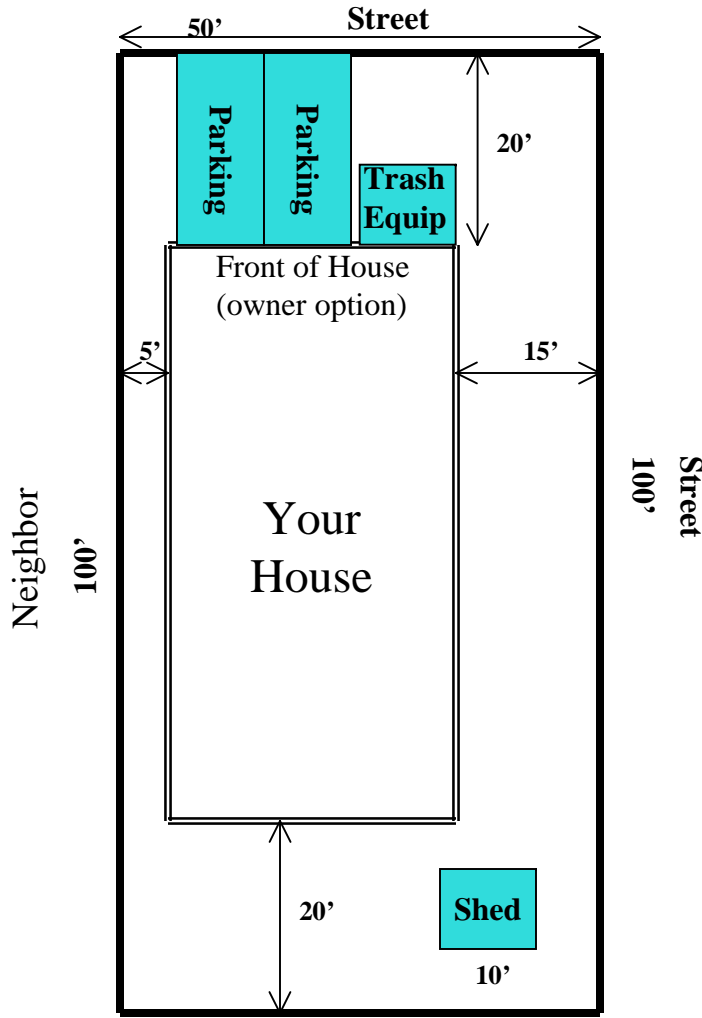 Street
50’
Parking
Parking
20’
Trash
Equip
Front of House
(owner option)
5’
15’
Neighbor
100’
Your
House
Street
100’
20’
Shed
10’